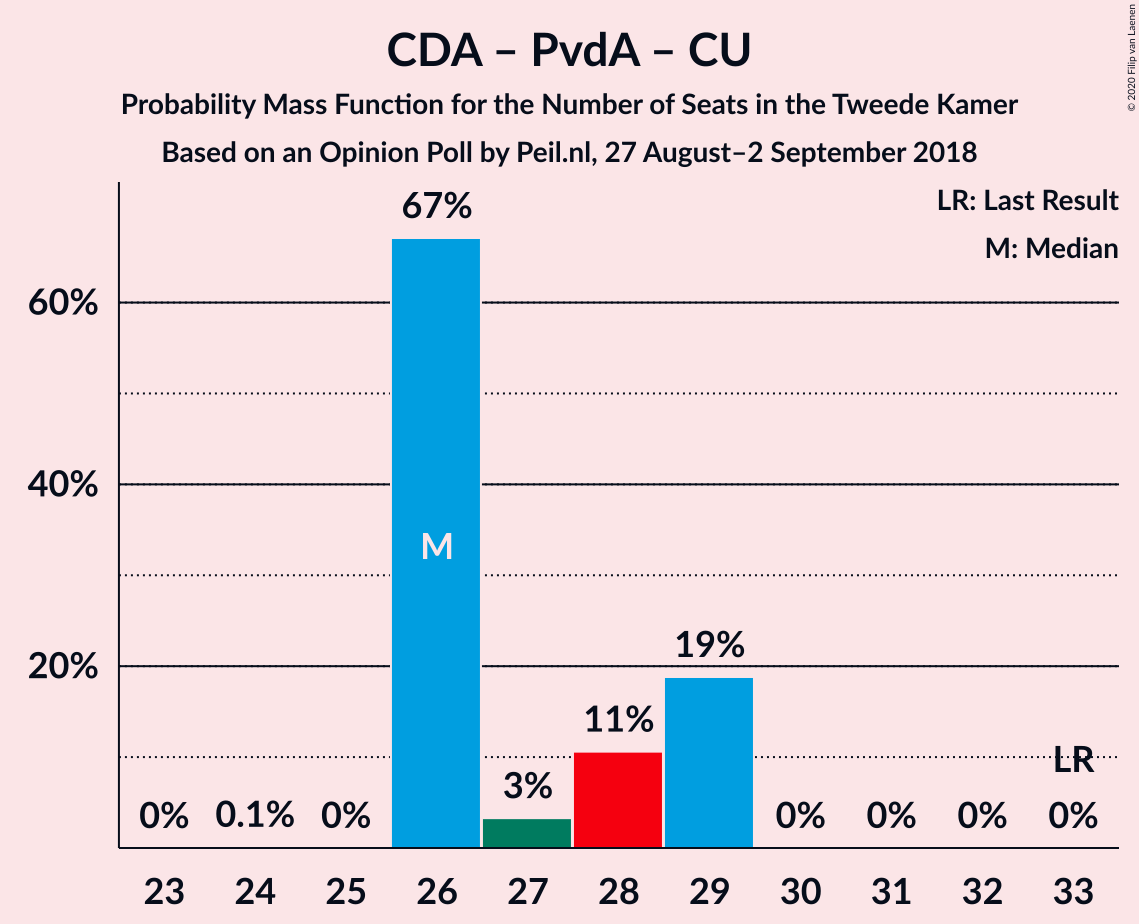 CDA – PvdA – CU
Probability Mass Function for the Number of Seats in the Tweede Kamer
Based on an Opinion Poll by Peil.nl, 27 August–2 September 2018
© 2020 Filip van Laenen
LR: Last Result
M: Median
60%
40%
20%
0%
0.1%
0%
67%
M
3%
11%
19%
0%
0%
0%
LR
0%
23 24 25 26 27 28 29 30 31 32 33